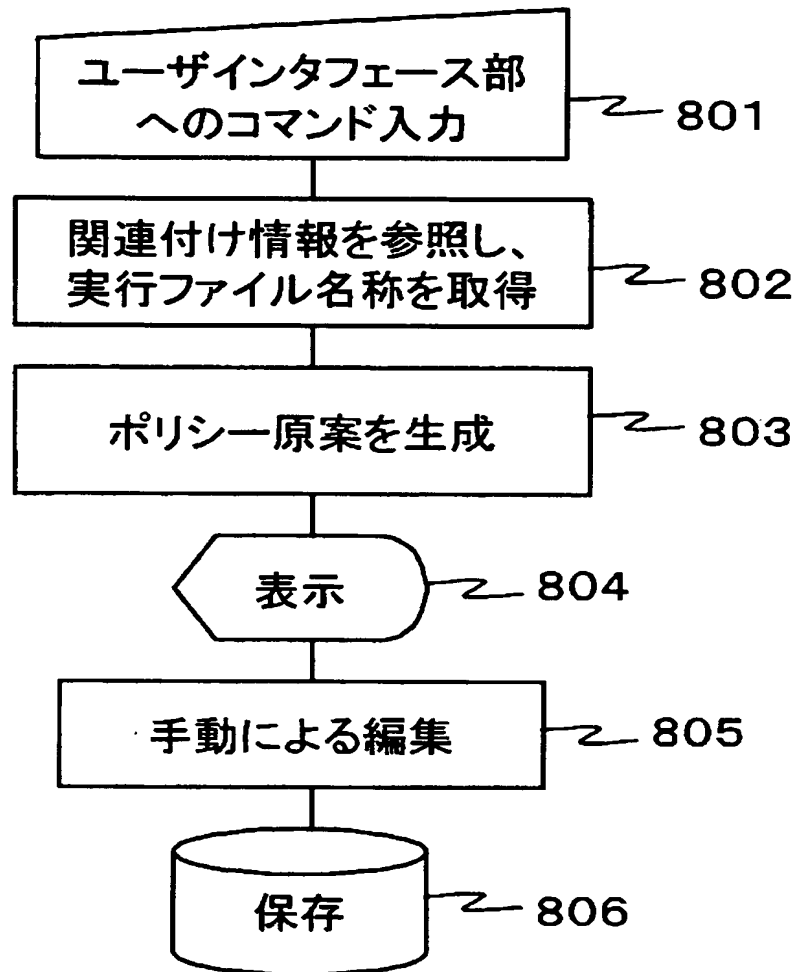 ユーザインタフェース部
へのコマンド入力
801
関連付け情報を参照し、
実行ファイル名称を取得
802
ポリシー原案を生成
803
表示
804
手動による編集
805
保存
806